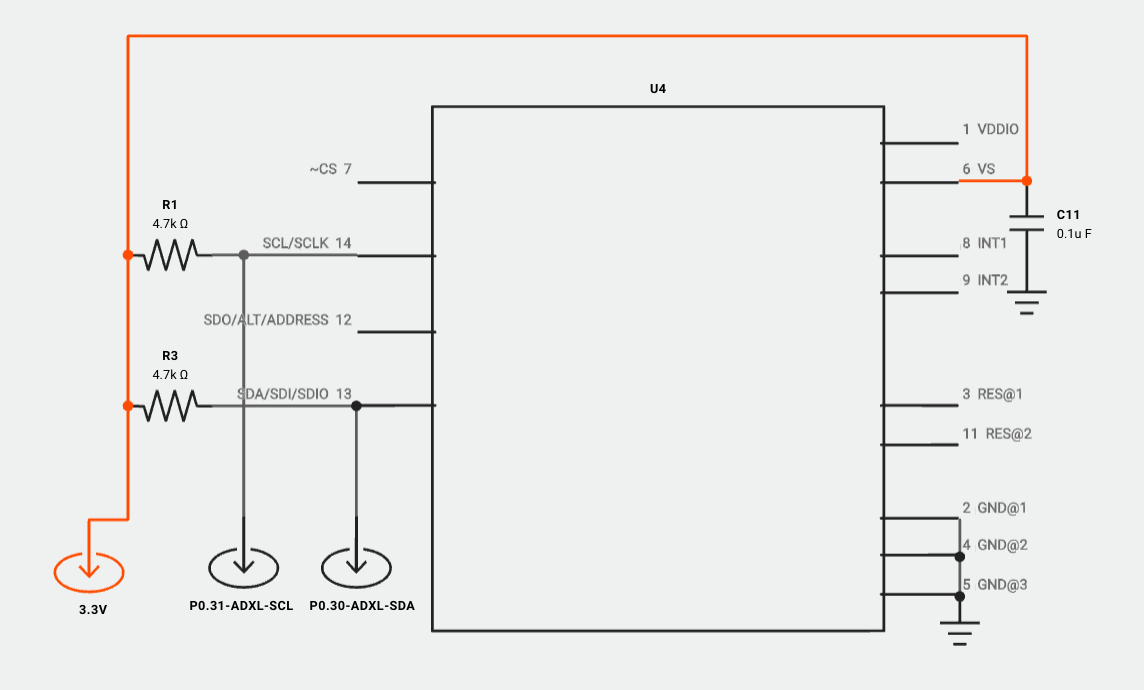 U4
1 VDDIO
~CS 7
6 VS
R1
4.7k Ω
C11
0.1u F
SCL/SCLK 14
8 INT1
9 INT2
SDO/ALT/ADDRESS 12
R3
4.7k Ω
SDA/SDI/SDIO 13
3 RES@1
11 RES@2
2 GND@1
4 GND@2
5 GND@3
3.3V
P0.31-ADXL-SCL
P0.30-ADXL-SDA